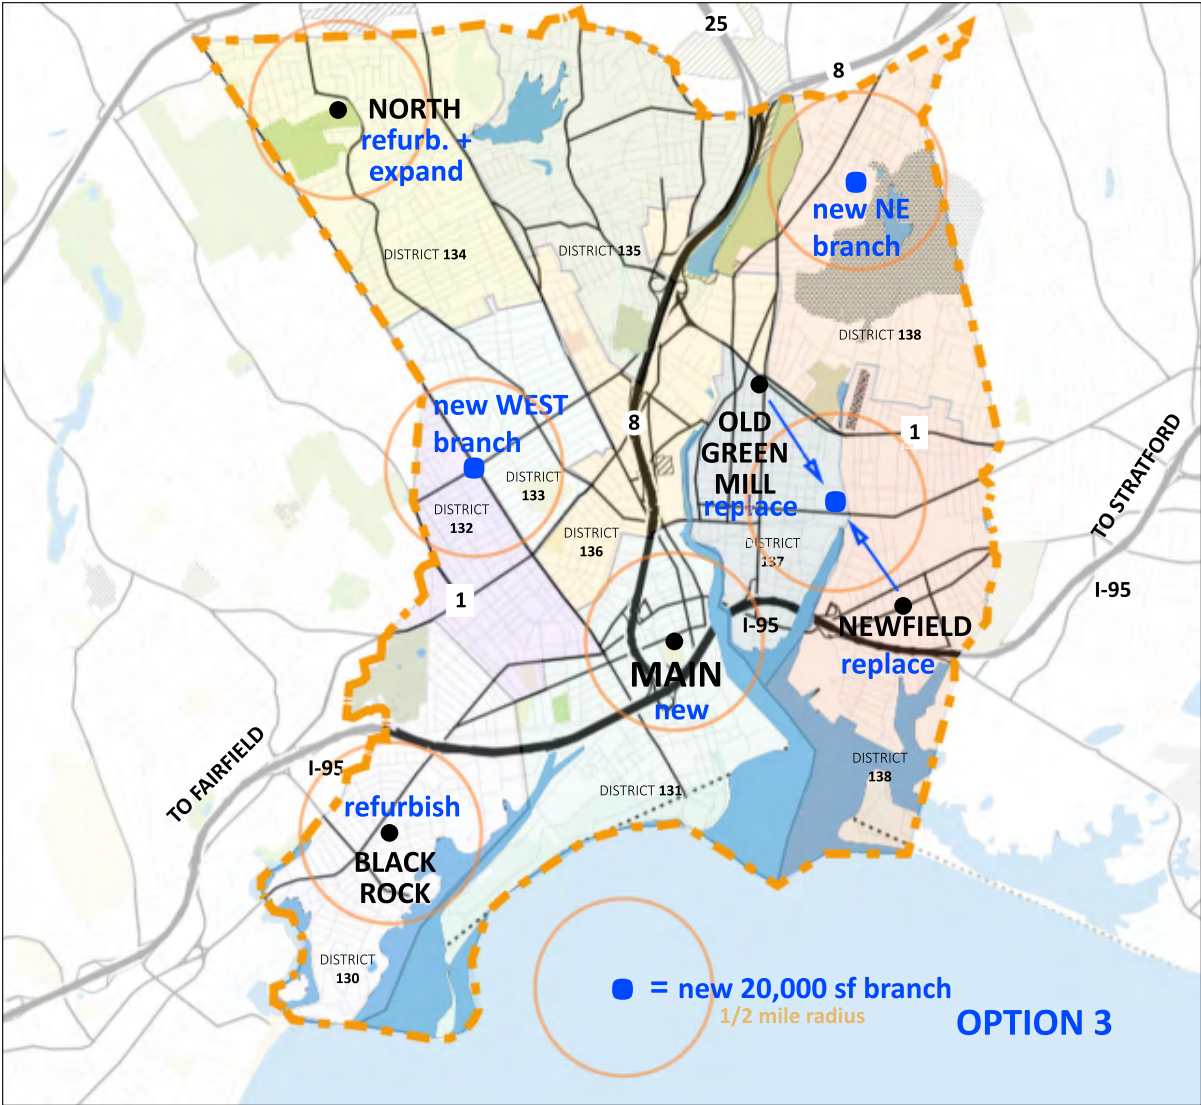 25
8
NORTH
refurb. +
expand
new NE
branch
DISTRICT 134
DISTRICT 135
DISTRICT 138
new WEST
branch
8
1
OLD
GREEN
MILL
replace
DISTRICT
133
DISTRICT
132
DISTRICT
136
DISTRICT
137
TO STRATFORD
I-95
1
I-95
NEWFIELD
replace
MAIN
new
TO FAIRFIELD
I-95
refurbish
BLACK
ROCK
DISTRICT 131
DISTRICT
138
DISTRICT
130
= new 20,000 sf branch
1/2 mile radius
OPTION 3